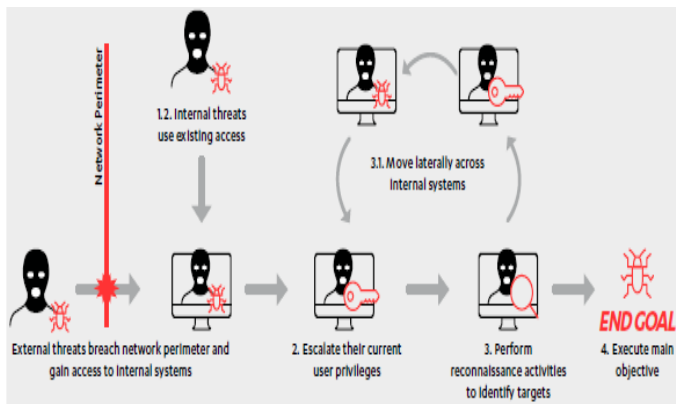 Network Perimeter
1.2. Internal threats
use existing access
3.1. Move laterally across
Internal systems
External threats breach network perimeter and
gain access to internal systems
2. Escalate their current
user privileges
3. Perform
reconnaissance activities
to identify targets
END GOAL
4. Execute main
objective